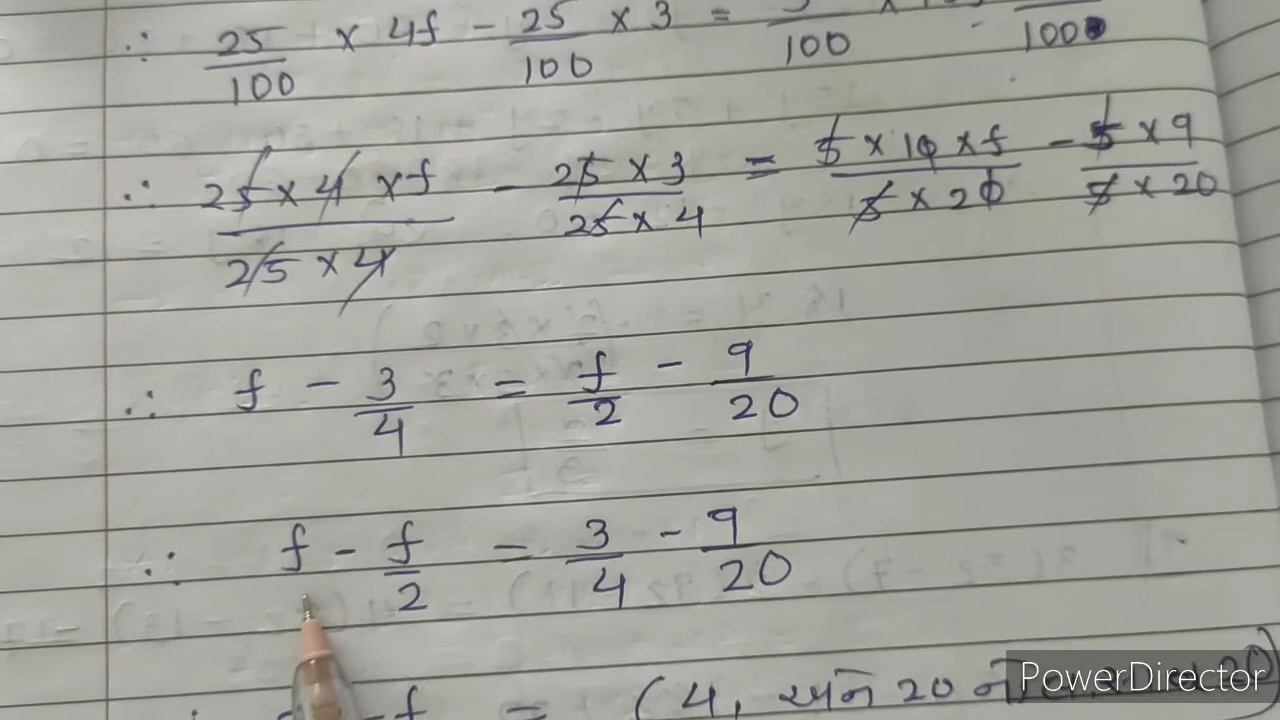 ∴ 25/100 × 4f - 25/100 × 3 = /100 × - /1000
∴ 25 × 4 × f / 25 × 4 - 25 × 3 / 25 × 4 = 5 × 10 × f / 5 × 20 - 5 × 9 / 5 × 20
∴ f - 3/4 = f/2 - 9/20
∴ f - f/2 = 3/4 - 9/20
- f = (4, અને 20 નો
PowerDirector